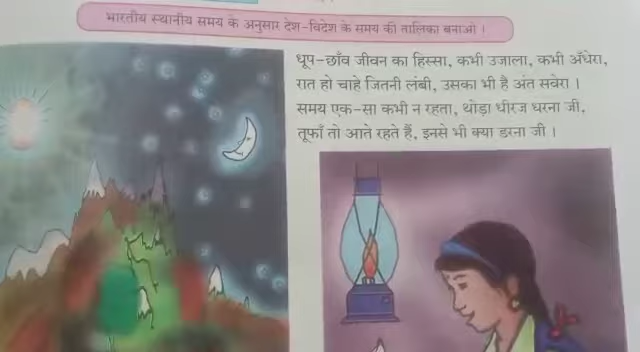 भारतीय स्थानीय समय के अनुसार देश-विदेश के समय की तालिका बनाओ ।
धूप-छाँव जीवन का हिस्सा, कभी उजाला, कभी अँधेरा,
रात हो चाहे जितनी लंबी, उसका भी है अंत सवेरा ।
समय एक-सा कभी न रहता, थोड़ा धीरज धरना जी,
तूफाँ तो आते रहते हैं, इनसे भी क्या डरना जी ।